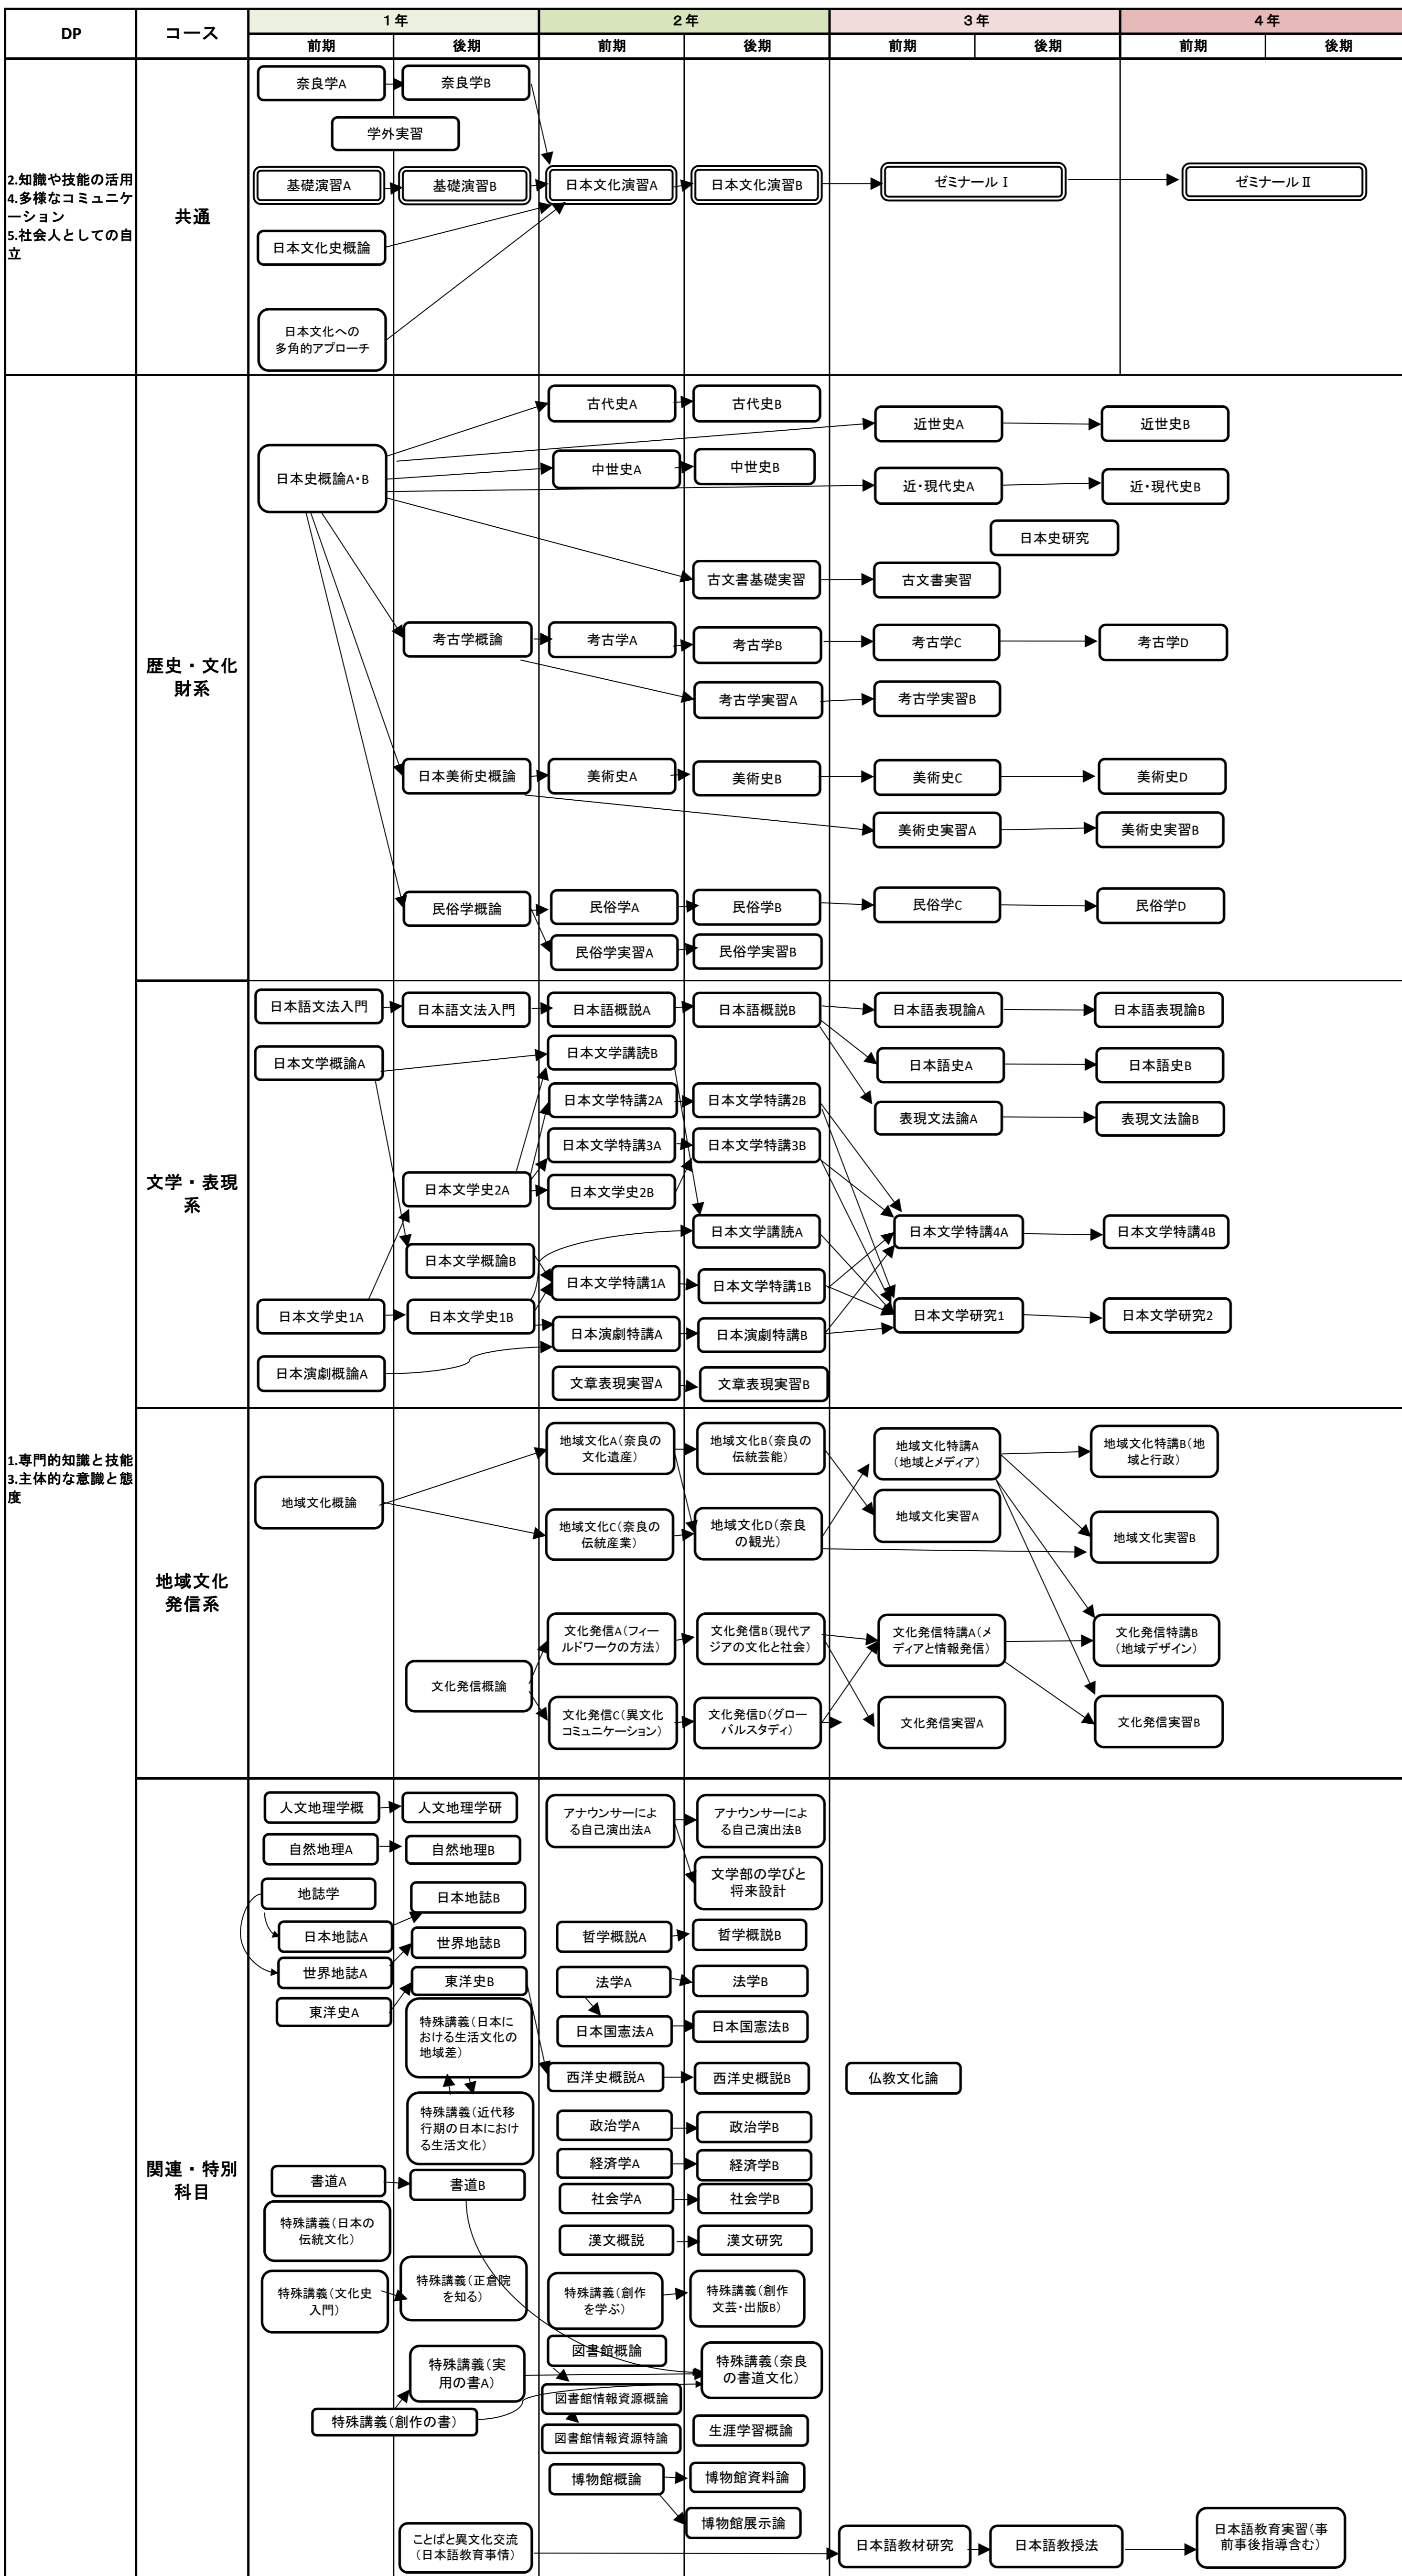 DP
コース
1年
2年
3年
4年
前期
後期
前期
後期
前期
後期
前期
後期
2.知識や技能の活用
4.多様なコミュニケ
ーション
5.社会人としての自
立
共通
奈良学A
奈良学B
学外実習
基礎演習A
基礎演習B
日本文化演習A
日本文化演習B
ゼミナールⅠ
ゼミナールⅡ
日本文化史概論
日本文化への
多角的アプローチ
1.専門的知識と技能
3.主体的な意識と態
度
歴史・文化
財系
古代史A
古代史B
近世史A
近世史B
日本史概論A・B
中世史A
中世史B
近・現代史A
近・現代史B
日本史研究
古文書基礎実習
古文書実習
考古学概論
考古学A
考古学B
考古学C
考古学D
考古学実習A
考古学実習B
日本美術史概論
美術史A
美術史B
美術史C
美術史D
美術史実習A
美術史実習B
民俗学概論
民俗学A
民俗学B
民俗学C
民俗学D
民俗学実習A
民俗学実習B
文学・表現
系
日本語文法入門
日本語文法入門
日本語概説A
日本語概説B
日本語表現論A
日本語表現論B
日本文学概論A
日本文学講読B
日本語史A
日本語史B
日本文学特講2A
日本文学特講2B
表現文法論A
表現文法論B
日本文学特講3A
日本文学特講3B
日本文学史2A
日本文学史2B
日本文学講読A
日本文学特講4A
日本文学特講4B
日本文学概論B
日本文学特講1A
日本文学特講1B
日本文学史1A
日本文学史1B
日本演劇特講A
日本演劇特講B
日本文学研究1
日本文学研究2
日本演劇概論A
文章表現実習A
文章表現実習B
地域文化
発信系
地域文化概論
地域文化A(奈良の
文化遺産)
地域文化B(奈良の
伝統芸能)
地域文化特講A
(地域とメディア)
地域文化特講B(地
域と行政)
地域文化C(奈良の
伝統産業)
地域文化D(奈良
の観光)
地域文化実習A
地域文化実習B
文化発信概論
文化発信A(フィー
ルドワークの方法)
文化発信B(現代ア
ジアの文化と社会)
文化発信特講A(メ
ディアと情報発信)
文化発信特講B
(地域デザイン)
文化発信C(異文化
コミュニケーション)
文化発信D(グロー
バルスタディ)
文化発信実習A
文化発信実習B
関連・特別
科目
人文地理学概
人文地理学研
アナウンサーによ
る自己演出法A
アナウンサーによ
る自己演出法B
自然地理A
自然地理B
文学部の学びと
将来設計
地誌学
日本地誌B
日本地誌A
哲学概説A
哲学概説B
世界地誌B
世界地誌A
東洋史B
法学A
法学B
東洋史A
特殊講義(日本に
おける生活文化の
地域差)
日本国憲法A
日本国憲法B
西洋史概説A
西洋史概説B
仏教文化論
特殊講義(近代移
行期の日本におけ
る生活文化)
政治学A
政治学B
経済学A
経済学B
書道A
書道B
社会学A
社会学B
特殊講義(日本の
伝統文化)
漢文概説
漢文研究
特殊講義(文化史
入門)
特殊講義(正倉院
を知る)
特殊講義(創作
を学ぶ)
特殊講義(創作
文芸・出版B)
図書館概論
特殊講義(実
用の書A)
特殊講義(奈良
の書道文化)
図書館情報資源概論
特殊講義(創作の書)
図書館情報資源特論
生涯学習概論
博物館概論
博物館資料論
博物館展示論
ことばと異文化交流
(日本語教育事情)
日本語教材研究
日本語教授法
日本語教育実習(事
前事後指導含む)